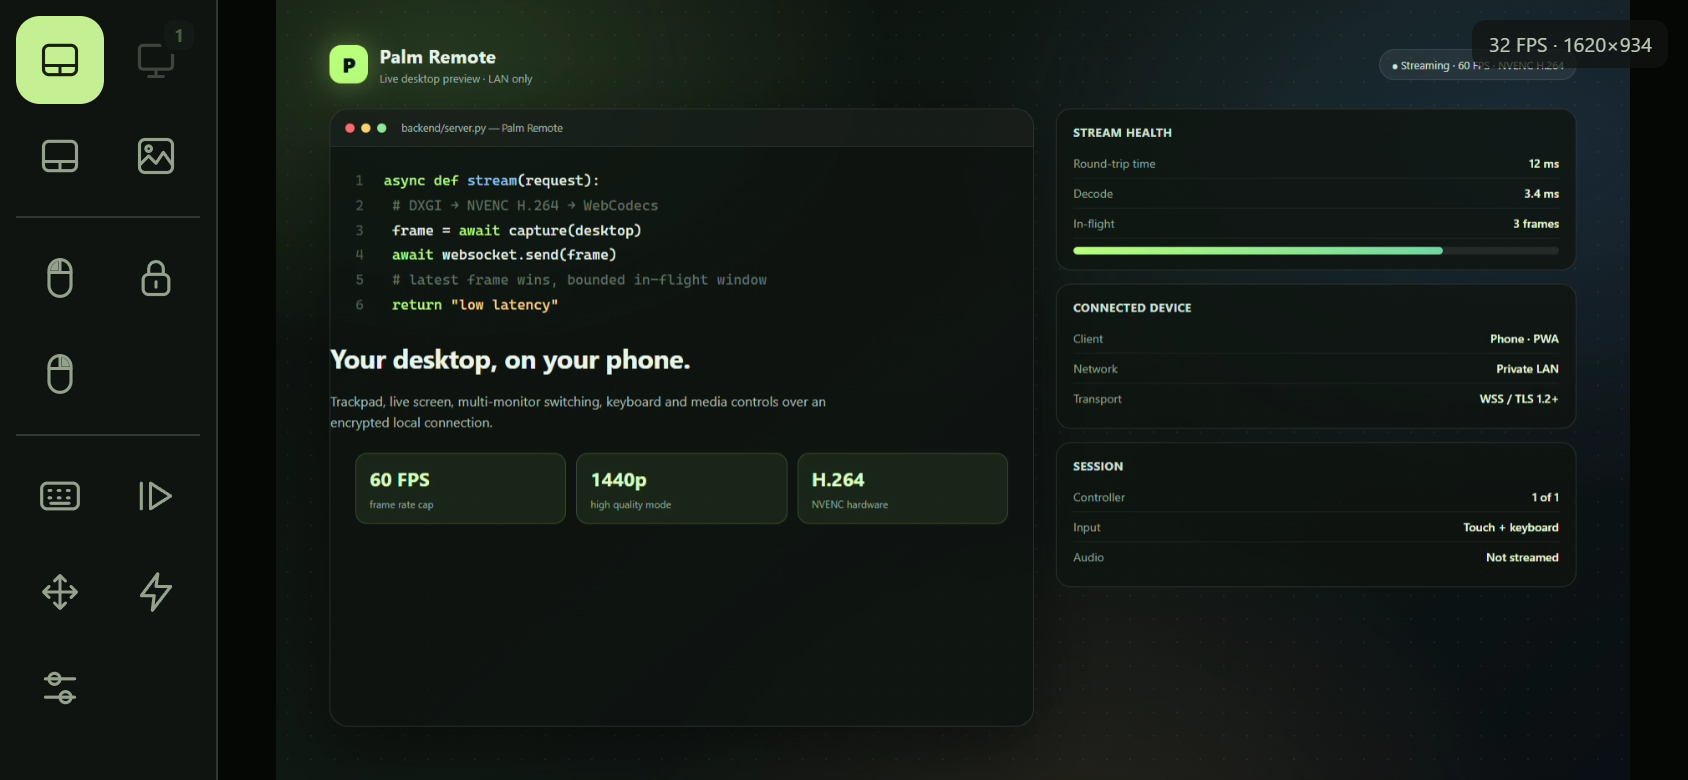 1
32 FPS · 1620×934
P
Palm Remote
Live desktop preview · LAN only
● Streaming · 60 FPS · NVENC H.264
backend/server.py — Palm Remote
1 async def stream(request):
2 # DXGI → NVENC H.264 → WebCodecs
3 frame = await capture(desktop)
4 await websocket.send(frame)
5 # latest frame wins, bounded in-flight window
6 return "low latency"
Your desktop, on your phone.
Trackpad, live screen, multi-monitor switching, keyboard and media controls over an
encrypted local connection.
60 FPS
frame rate cap
1440p
high quality mode
H.264
NVENC hardware
STREAM HEALTH
Round-trip time 12 ms
Decode 3.4 ms
In-flight 3 frames
CONNECTED DEVICE
Client Phone · PWA
Network Private LAN
Transport WSS / TLS 1.2+
SESSION
Controller 1 of 1
Input Touch + keyboard
Audio Not streamed